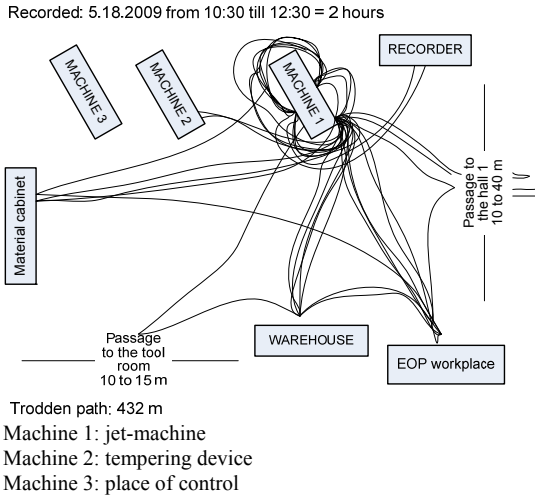 Recorded: 5.18.2009 from 10:30 till 12:30 = 2 hours
RECORDER
MACHINE 1
MACHINE 2
MACHINE 3
Material cabinet
Passage to
the hall 1
10 to 40 m
Passage
to the tool
room
10 to 15 m
WAREHOUSE
EOP workplace
Trodden path: 432 m
Machine 1: jet-machine
Machine 2: tempering device
Machine 3: place of control